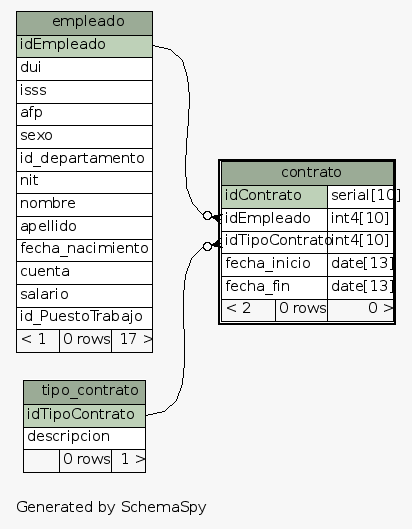 empleado
idEmpleado
dui
isss
afp
sexo
id_departamento
nit
nombre
apellido
fecha_nacimiento
cuenta
salario
id_PuestoTrabajo
< 1 0 rows 17 >
contrato
idContrato serial[10]
idEmpleado int4[10]
idTipoContrato int4[10]
fecha_inicio date[13]
fecha_fin date[13]
< 2 0 rows 0 >
tipo_contrato
idTipoContrato
descripcion
0 rows 1 >
Generated by SchemaSpy